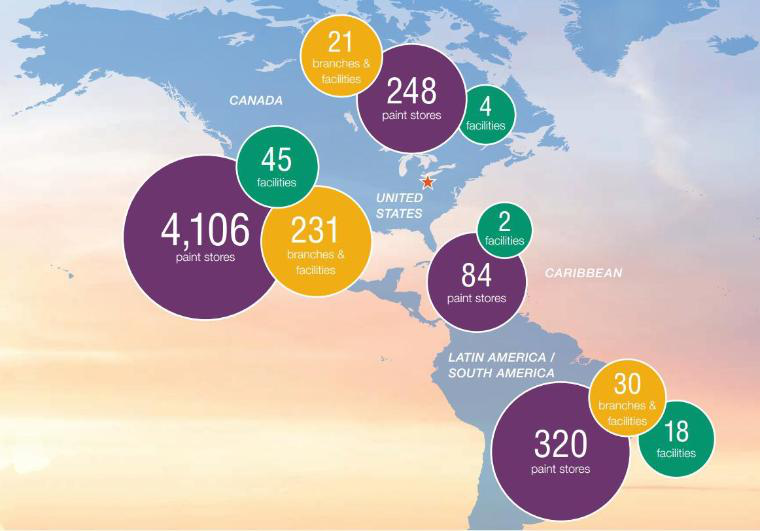 21
branches &
facilities
248
paint stores
4
facilities
CANADA
45
facilities
4,106
paint stores
231
branches &
facilities
UNITED
STATES
2
facilities
84
paint stores
CARIBBEAN
LATIN AMERICA /
SOUTH AMERICA
30
branches &
facilities
320
paint stores
18
facilities